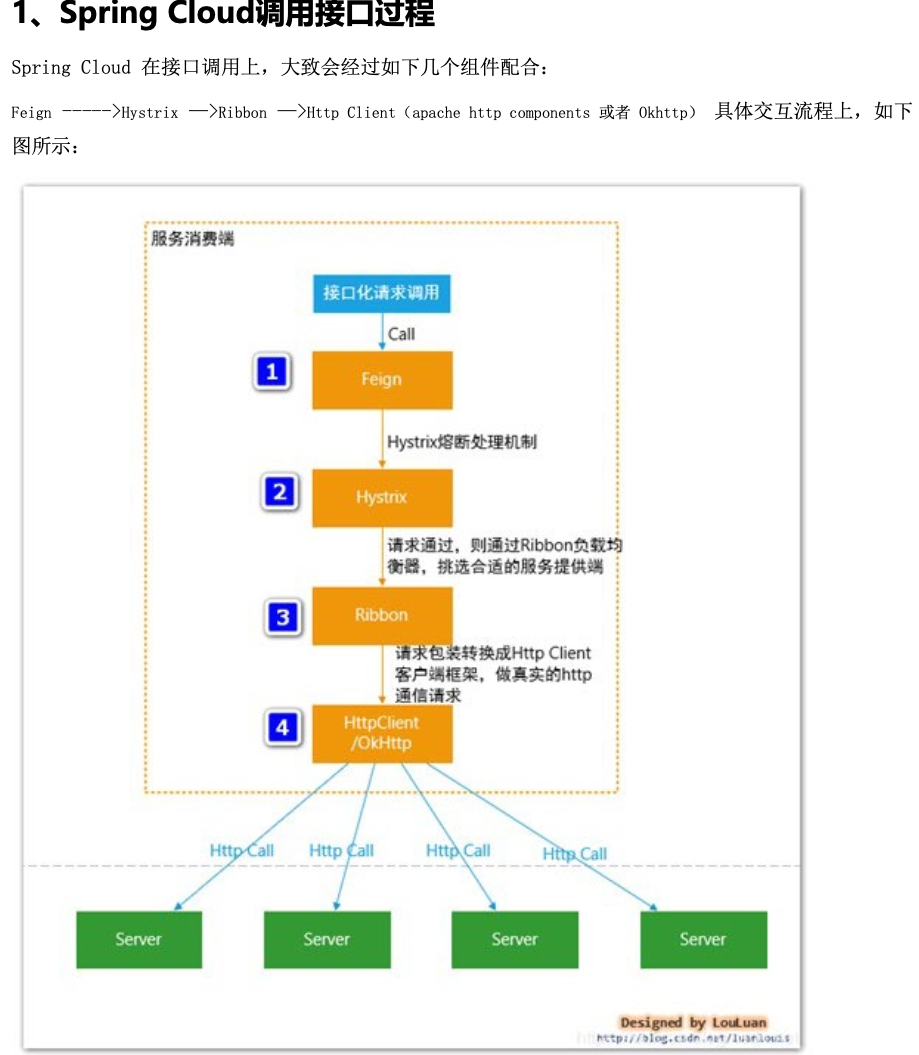 1、Spring Cloud调用接口过程
Spring Cloud 在接口调用上，大致会经过如下几个组件配合：
Feign ----->Hystrix —>Ribbon —>Http Client（apache http components 或者 Okhttp） 具体交互流程上，如下
图所示：
服务消费端
接口化请求调用
Call
1
Feign
Hystrix熔断处理机制
2
Hystrix
请求通过，则通过Ribbon负载均
衡器，挑选合适的服务提供端
3
Ribbon
请求包装转换成Http Client
客户端框架，做真实的http
通信请求
4
HttpClient
/OkHttp
Http Call Http Call Http Call Http Call
Server Server Server Server
Designed by LouLuan
http://blog.csdn.net/luanlouis